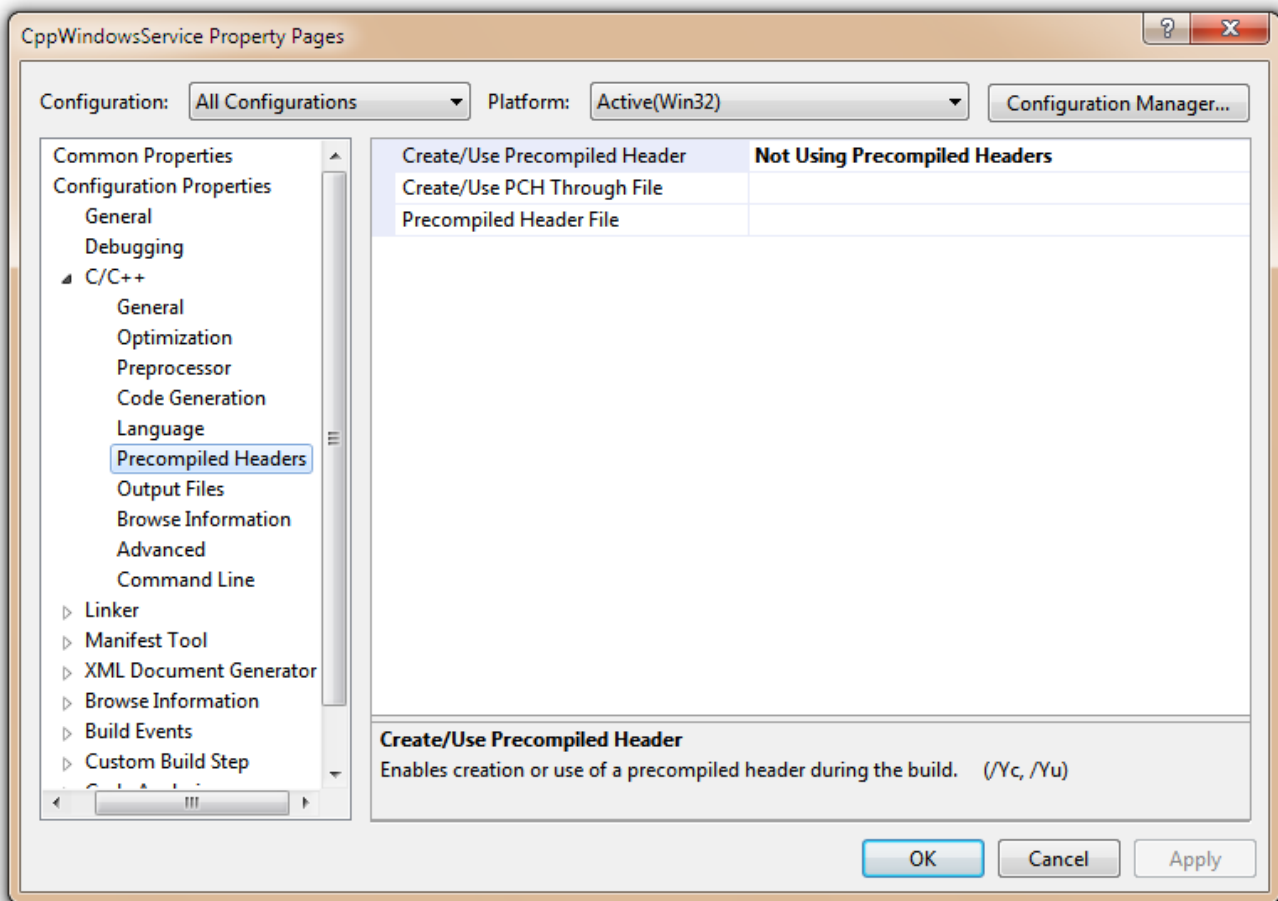 CppWindowsService Property Pages
Configuration: All Configurations Platform: Active(Win32) Configuration Manager...
Common Properties
Configuration Properties
General
Debugging
C/C++
General
Optimization
Preprocessor
Code Generation
Language
Precompiled Headers
Output Files
Browse Information
Advanced
Command Line
Linker
Manifest Tool
XML Document Generator
Browse Information
Build Events
Custom Build Step
Create/Use Precompiled Header Not Using Precompiled Headers
Create/Use PCH Through File
Precompiled Header File
Create/Use Precompiled Header
Enables creation or use of a precompiled header during the build. (/Yc, /Yu)
OK Cancel Apply